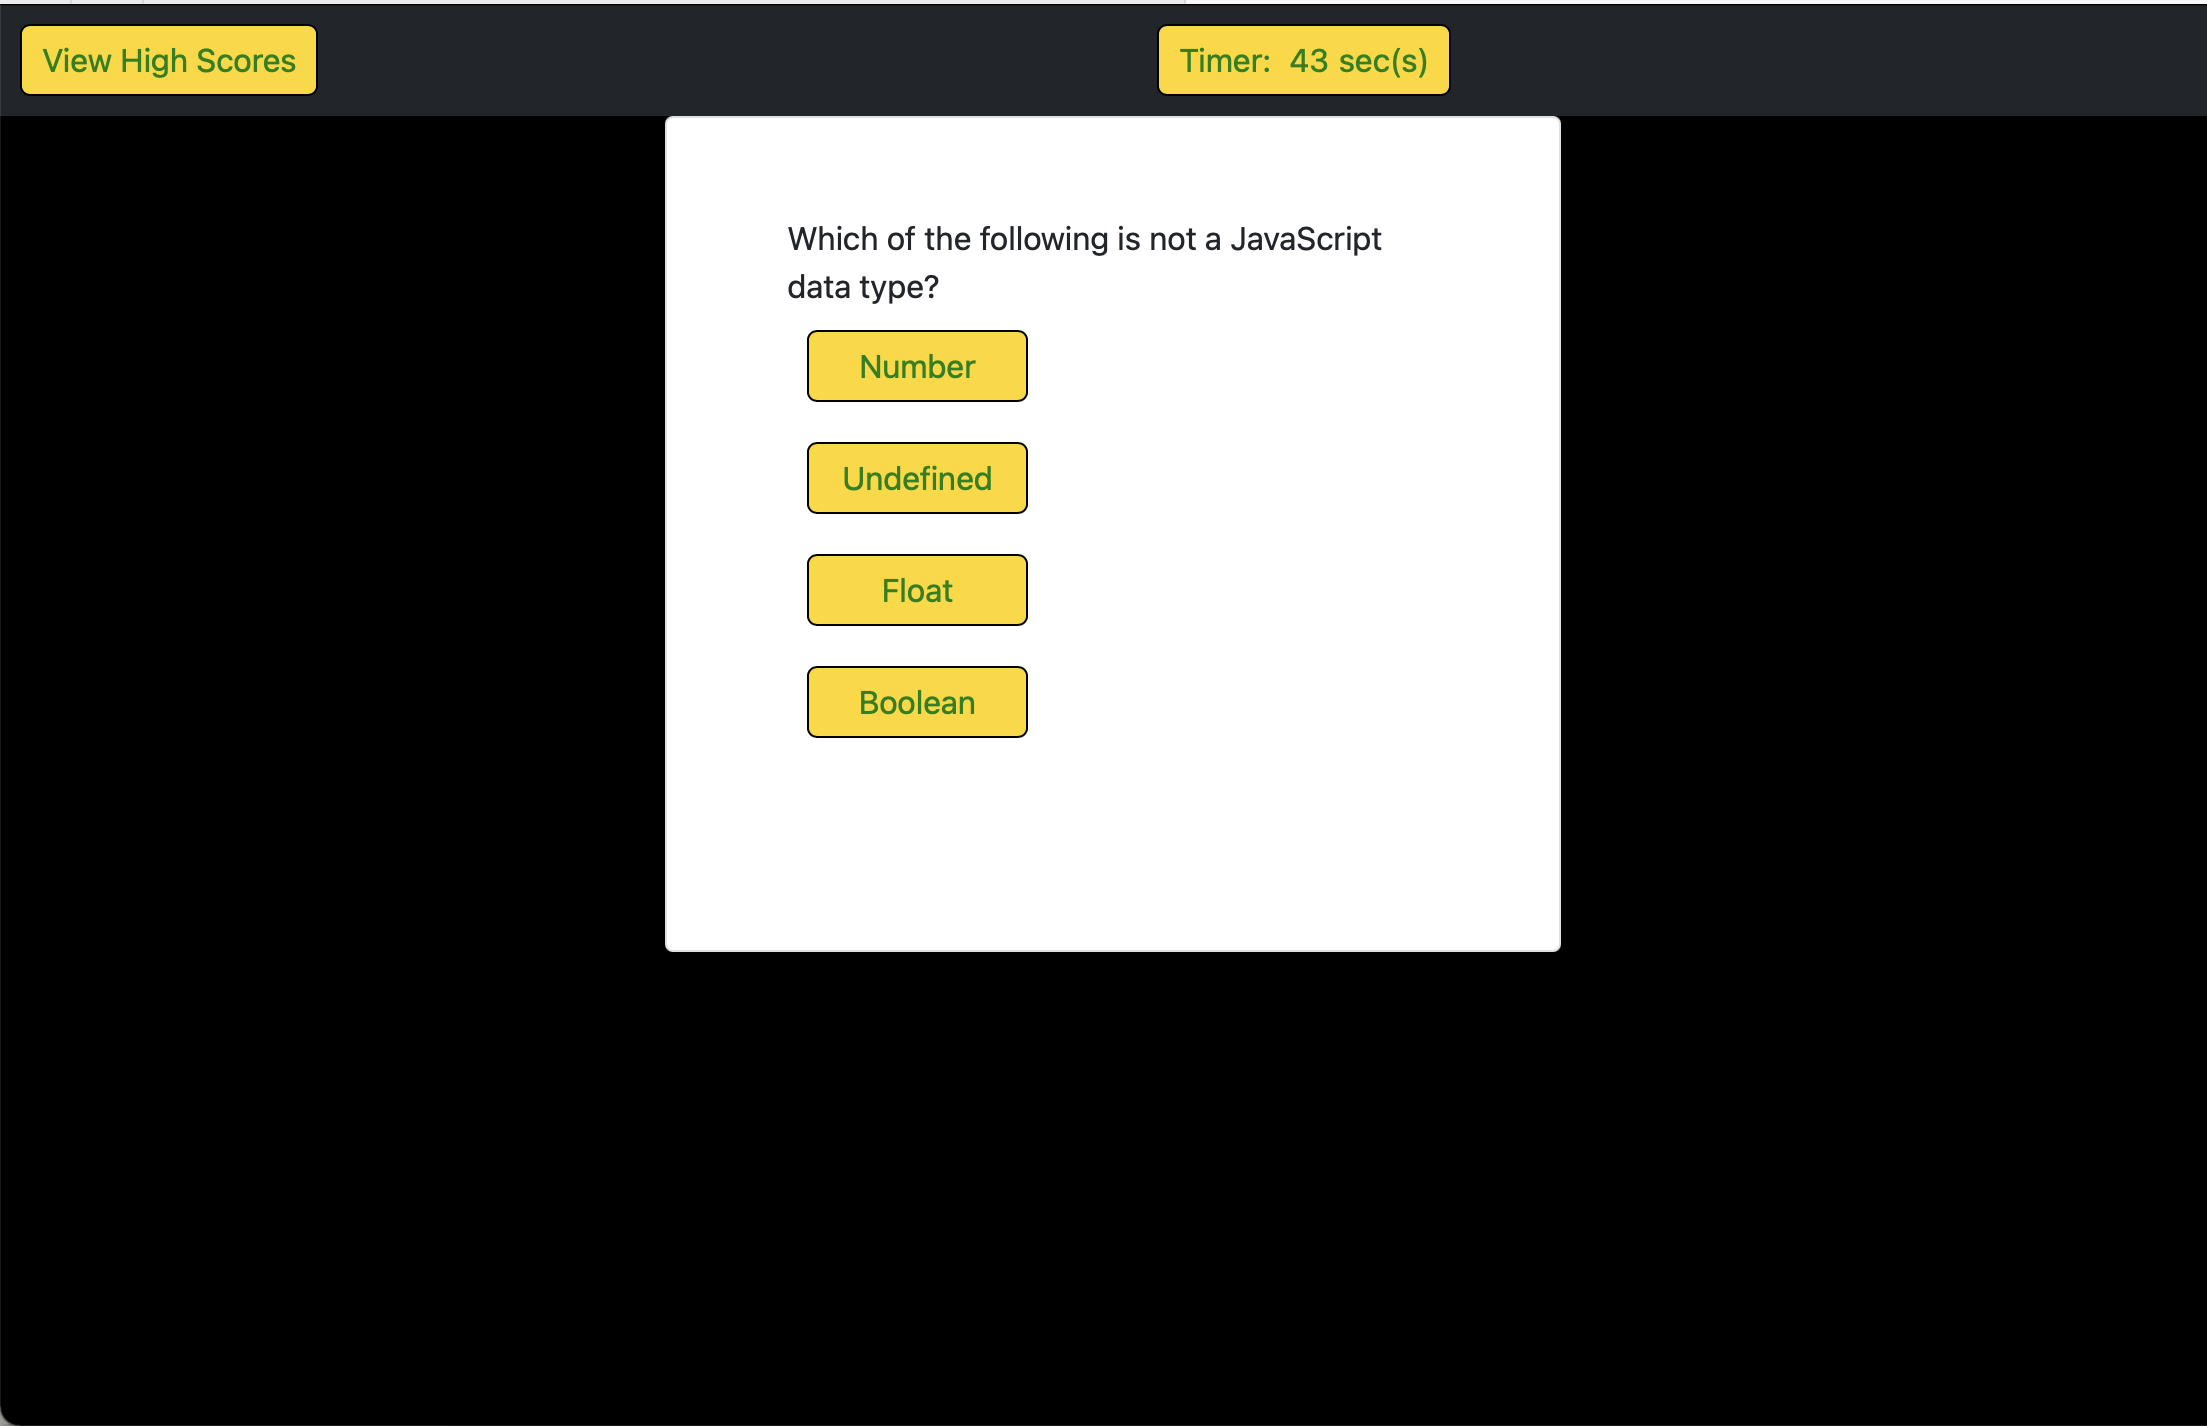 View High Scores
Timer: 43 sec(s)
Which of the following is not a JavaScript
data type?
Number
Undefined
Float
Boolean